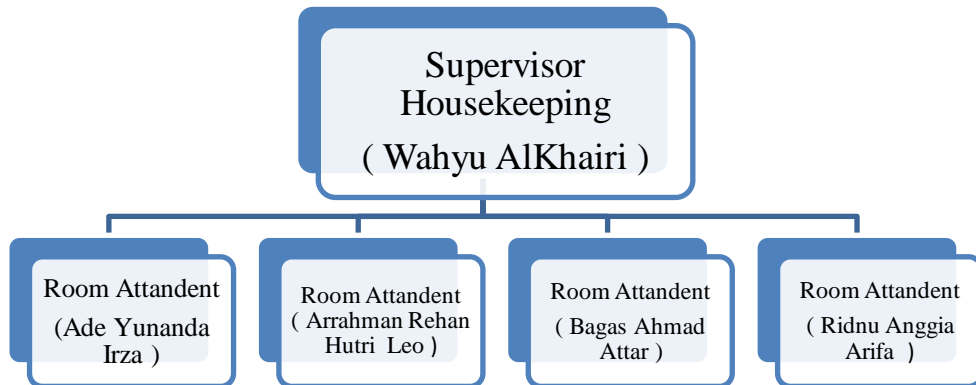 Supervisor
Housekeeping
( Wahyu AlKhairi )
Room Attandent
(Ade Yunanda
Irza )
Room Attandent
( Arrahman Rehan
Hutri Leo )
Room Attandent
( Bagas Ahmad
Attar )
Room Attandent
( Ridnu Anggia
Arifa )